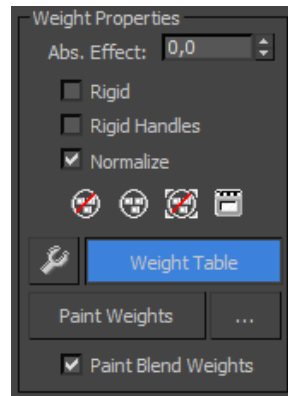 Weight Properties
Abs. Effect: 0,0
Rigid
Rigid Handles
Normalize
Weight Table
Paint Weights ...
Paint Blend Weights